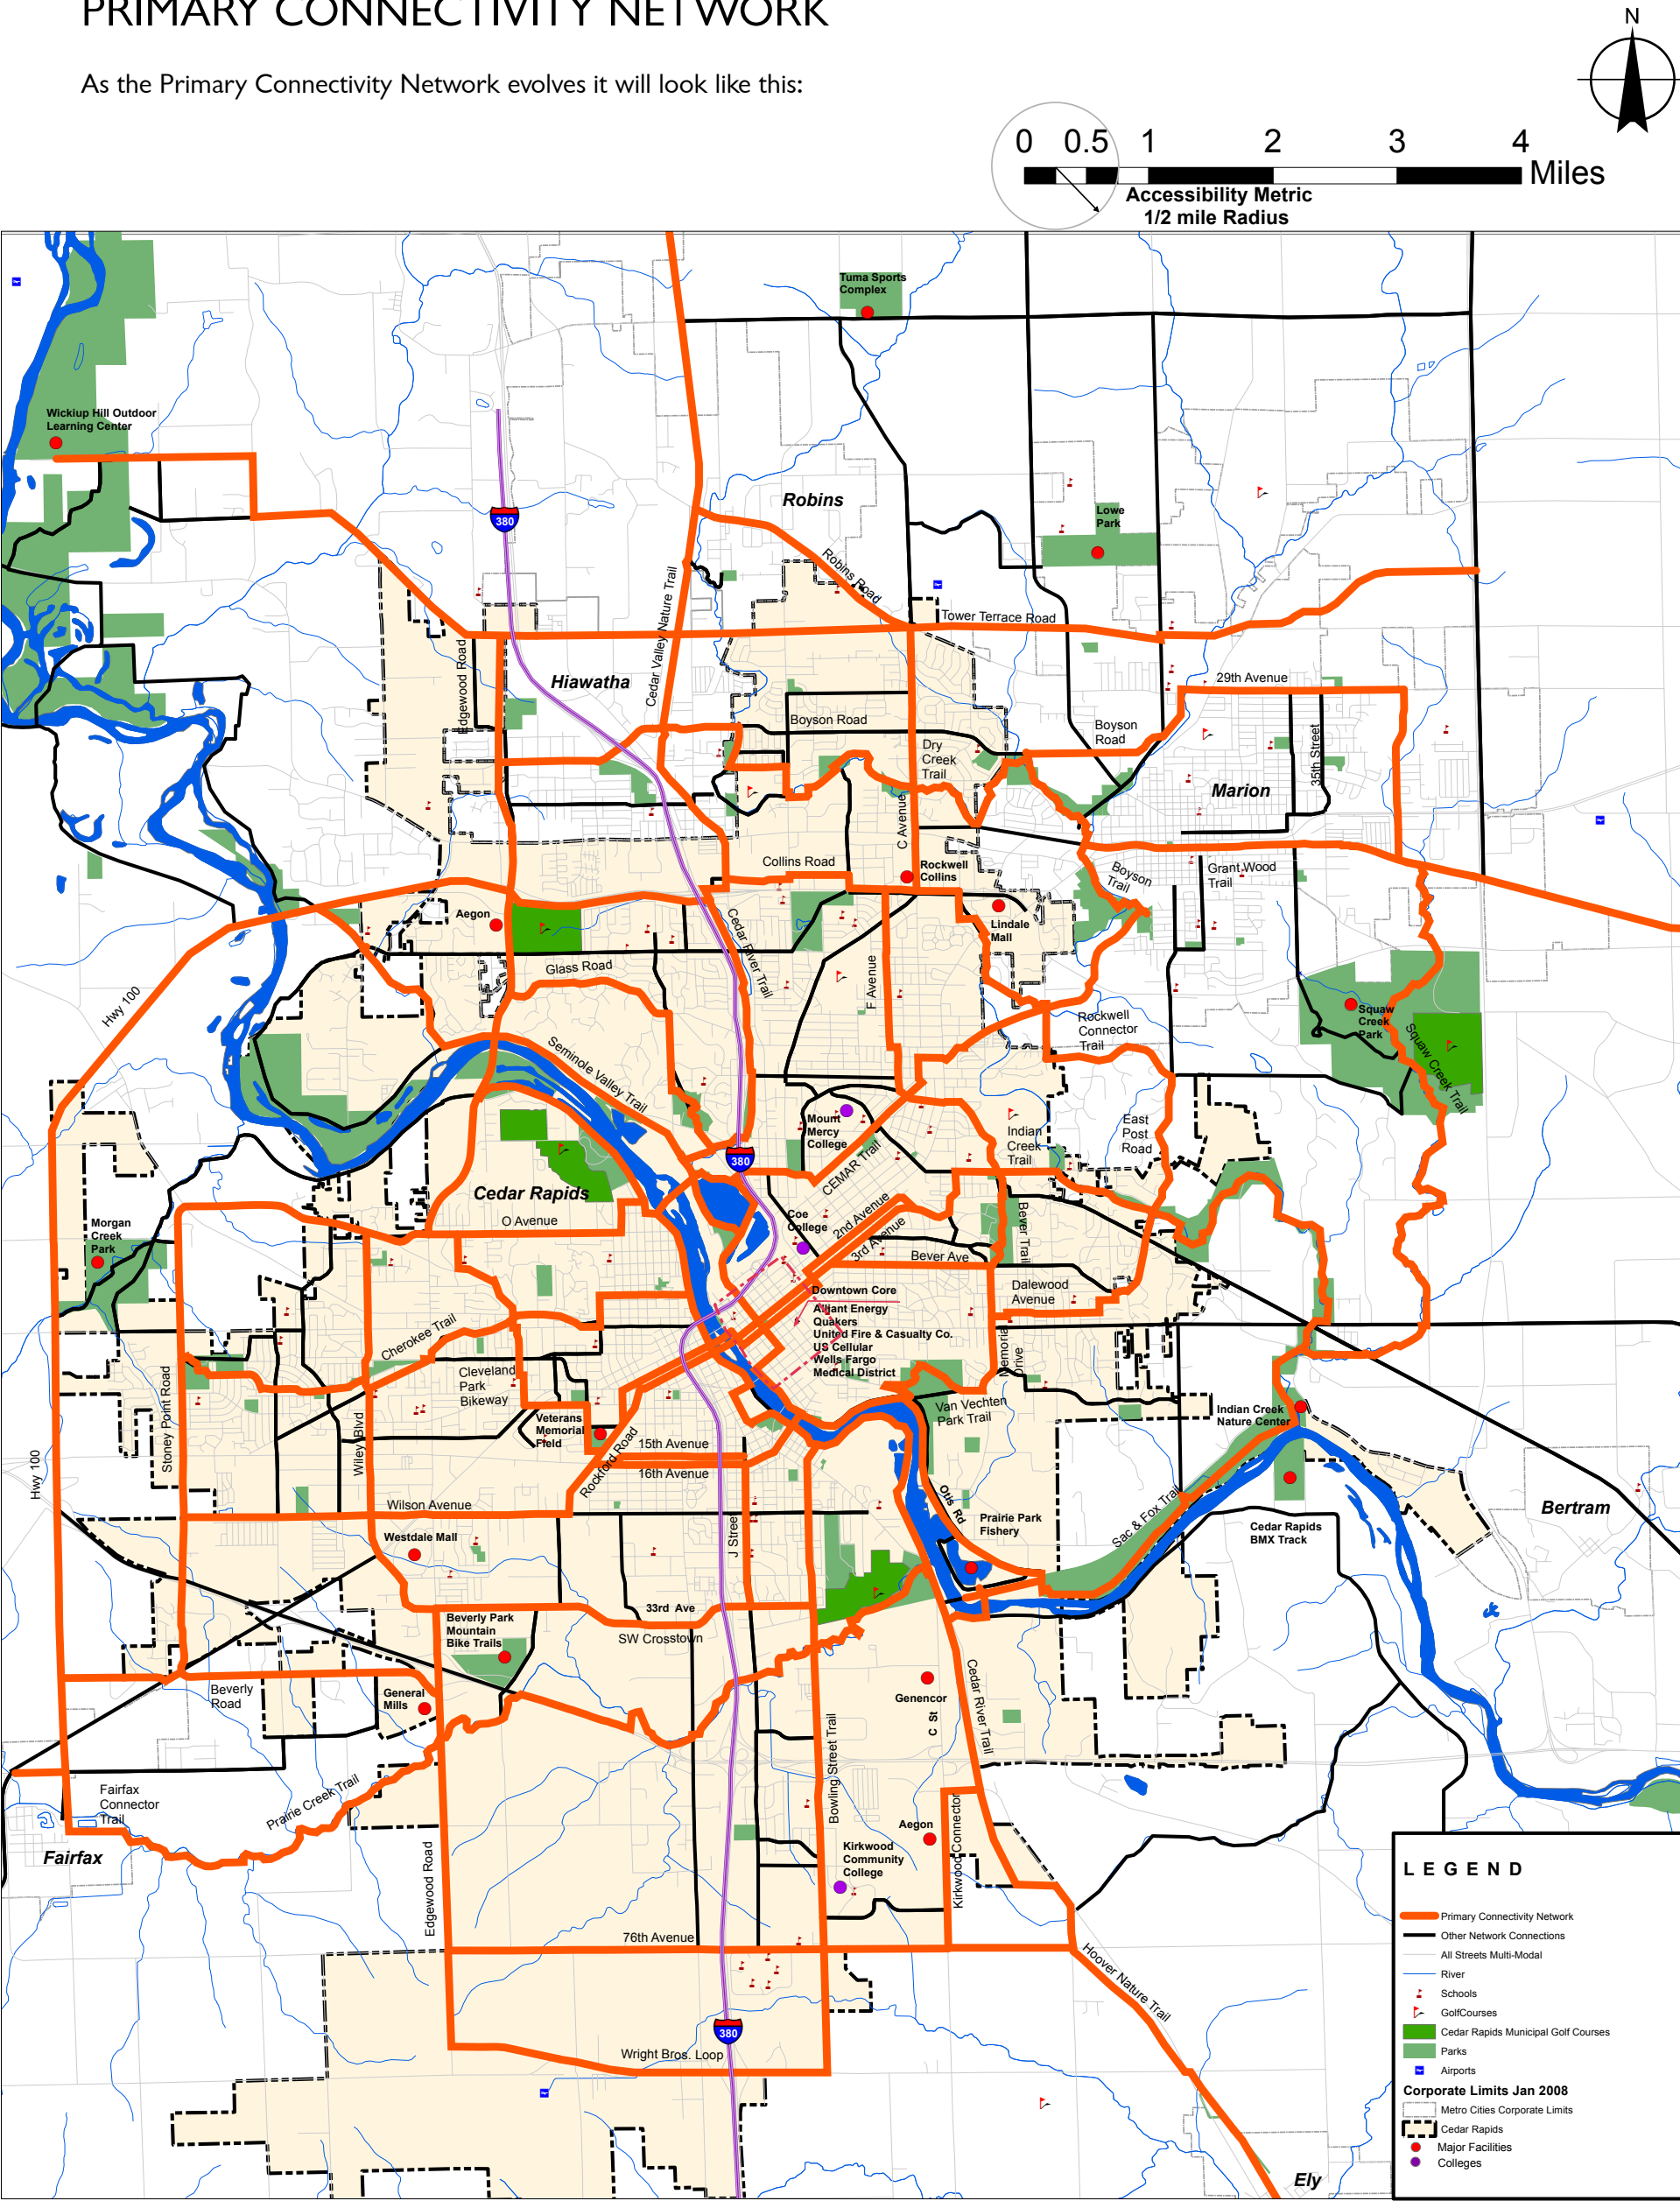 PRIMARY CONNECTIVITY NETWORK
As the Primary Connectivity Network evolves it will look like this:
N
0 0.5 1 2 3 4
Miles
Accessibility Metric
1/2 mile Radius
Tuma Sports
Complex
Wickiup Hill Outdoor
Learning Center
380
Robins
Lowe
Park
Robins Road
Cedar Valley Nature Trail
Tower Terrace Road
Edgewood Road
Hiawatha
29th Avenue
Boyson Road
Boyson
Road
35th Street
Dry
Creek
Trail
Marion
C Avenue
Collins Road
Rockwell
Collins
Boyson
Trail
Grant Wood
Trail
Aegon
Cedar River Trail
Lindale
Mall
Glass Road
F Avenue
Hwy 100
Squaw
Creek
Park
Squaw Creek Trail
Rockwell
Connector
Trail
Seminole Valley Trail
Mount
Mercy
College
Indian
Creek
Trail
East
Post
Road
380
CEMAR Trail
Cedar Rapids
O Avenue
Morgan
Creek
Park
Coe
College
2nd Avenue
3rd Avenue
Bever Trail
Bever Ave
Dalewood
Avenue
Downtown Core
Alliant Energy
Quakers
United Fire & Casualty Co.
US Cellular
Wells Fargo
Medical District
Cherokee Trail
Memorial
Drive
Cleveland
Park
Bikeway
Stoney Point Road
Van Vechten
Park Trail
Indian Creek
Nature Center
Veterans
Memorial
Field
Wiley Blvd
15th Avenue
Rockford Road
16th Avenue
Hwy 100
Wilson Avenue
Otis Rd
Prairie Park
Fishery
Sac & Fox Trail
Cedar Rapids
BMX Track
Bertram
Westdale Mall
J Street
33rd Ave
SW Crosstown
Beverly Park
Mountain
Bike Trails
Beverly
Road
General
Mills
Genencor
C St
Cedar River Trail
Bowling Street Trail
Fairfax
Connector
Trail
Prairie Creek Trail
Fairfax
Aegon
Kirkwood
Community
College
Kirkwood Connector
Edgewood Road
76th Avenue
Hoover Nature Trail
380
Wright Bros. Loop
Ely
LEGEND
Primary Connectivity Network
Other Network Connections
All Streets Multi-Modal
River
Schools
GolfCourses
Cedar Rapids Municipal Golf Courses
Parks
Airports
Corporate Limits Jan 2008
Metro Cities Corporate Limits
Cedar Rapids
Major Facilities
Colleges